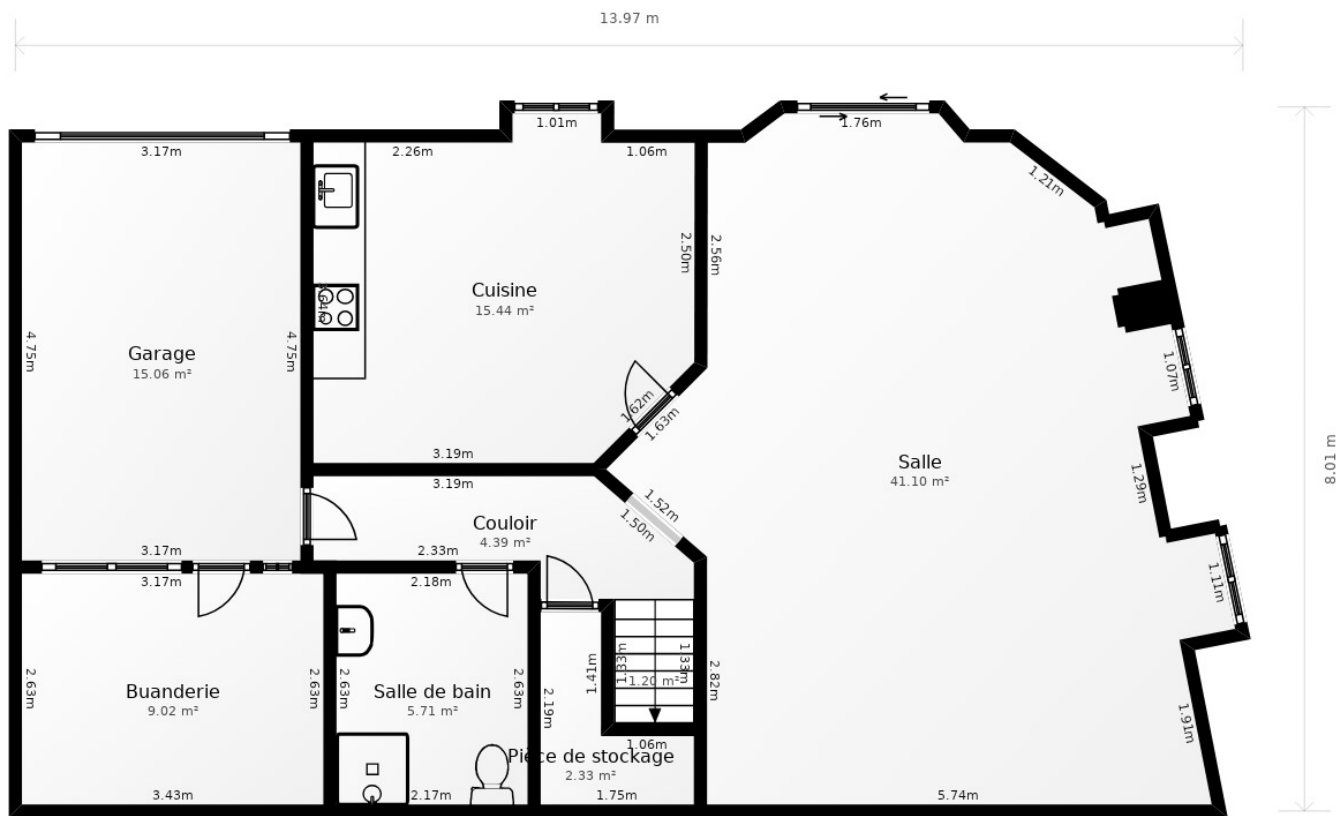 13.97 m
1.01m
1.76m
3.17m
2.26m
1.06m
1.21m
2.50m
2.56m
Cuisine
15.44 m²
4.75m
4.75m
Garage
15.06 m²
1.07m
1.62m
1.63m
8.01 m
3.19m
Salle
41.10 m²
3.19m
1.29m
1.52m
1.50m
Couloir
4.39 m²
3.17m
2.33m
3.17m
2.18m
1.11m
2.63m
2.63m
2.63m
2.63m
1.41m
1.33m
1.33m
2.82m
1.20 m²
Buanderie
9.02 m²
Salle de bain
5.71 m²
2.19m
1.91m
1.06m
Pièce de stockage
2.33 m²
3.43m
2.17m
1.75m
5.74m